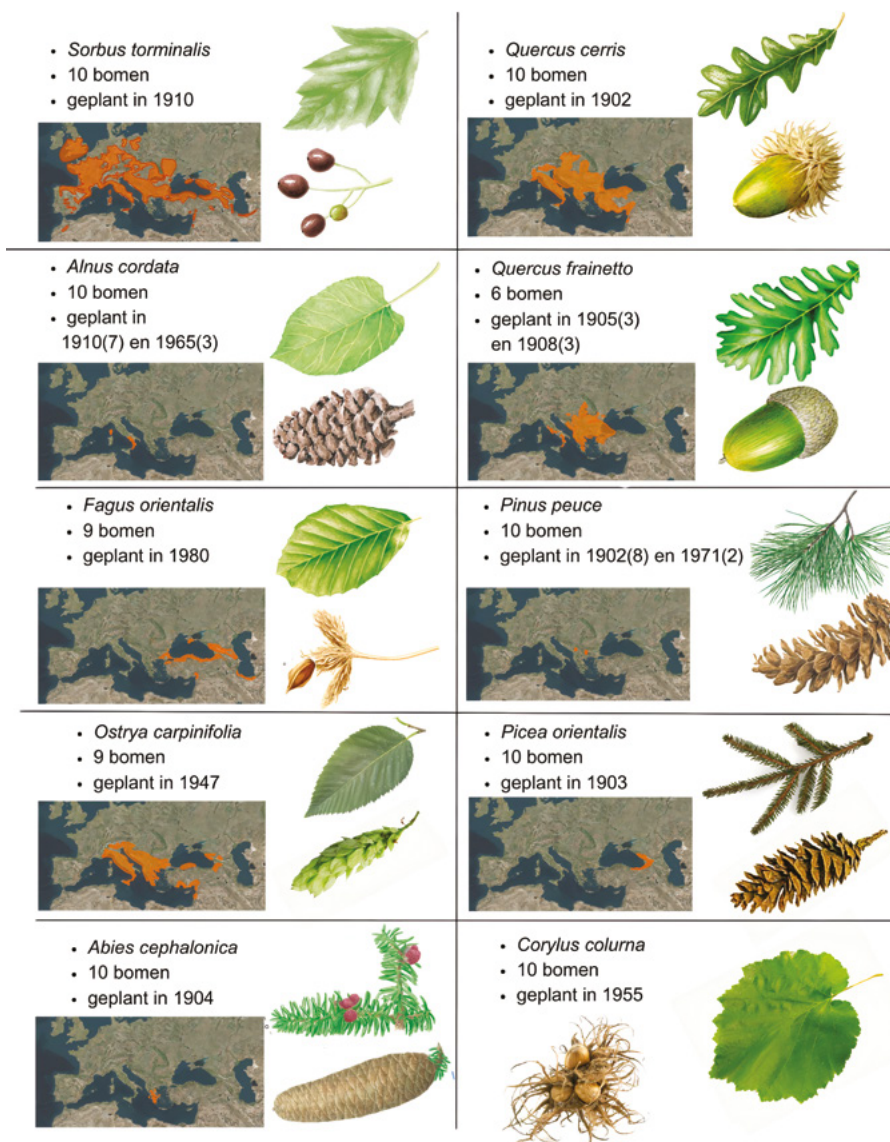 • Sorbus torminalis
• 10 bomen
• geplant in 1910
• Quercus cerris
• 10 bomen
• geplant in 1902
• Alnus cordata
• 10 bomen
• geplant in
1910(7) en 1965(3)
• Quercus frainetto
• 6 bomen
• geplant in 1905(3)
en 1908(3)
• Fagus orientalis
• 9 bomen
• geplant in 1980
• Pinus peuce
• 10 bomen
• geplant in 1902(8) en 1971(2)
• Ostrya carpinifolia
• 9 bomen
• geplant in 1947
• Picea orientalis
• 10 bomen
• geplant in 1903
• Abies cephalonica
• 10 bomen
• geplant in 1904
• Corylus colurna
• 10 bomen
• geplant in 1955